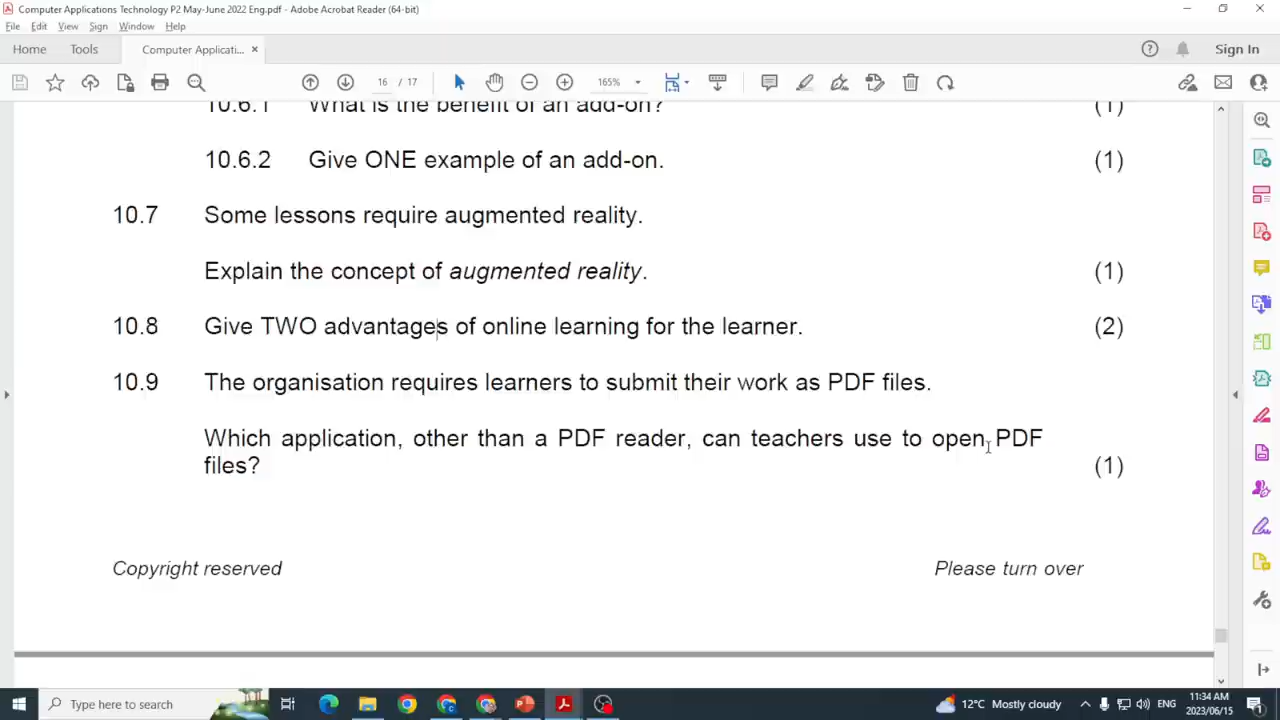 Computer Applications Technology P2 May-June 2022 Eng.pdf - Adobe Acrobat Reader (64-bit)
File Edit View Sign Window Help
Home Tools Computer Applicati... × Sign In
16 / 17 165%
10.6.1 What is the benefit of an add-on? (1)
10.6.2 Give ONE example of an add-on. (1)
10.7 Some lessons require augmented reality.
Explain the concept of augmented reality. (1)
10.8 Give TWO advantages of online learning for the learner. (2)
10.9 The organisation requires learners to submit their work as PDF files.
Which application, other than a PDF reader, can teachers use to open PDF
files? (1)
Copyright reserved Please turn over
Type here to search 12°C Mostly cloudy ENG 11:34 AM
2023/06/15